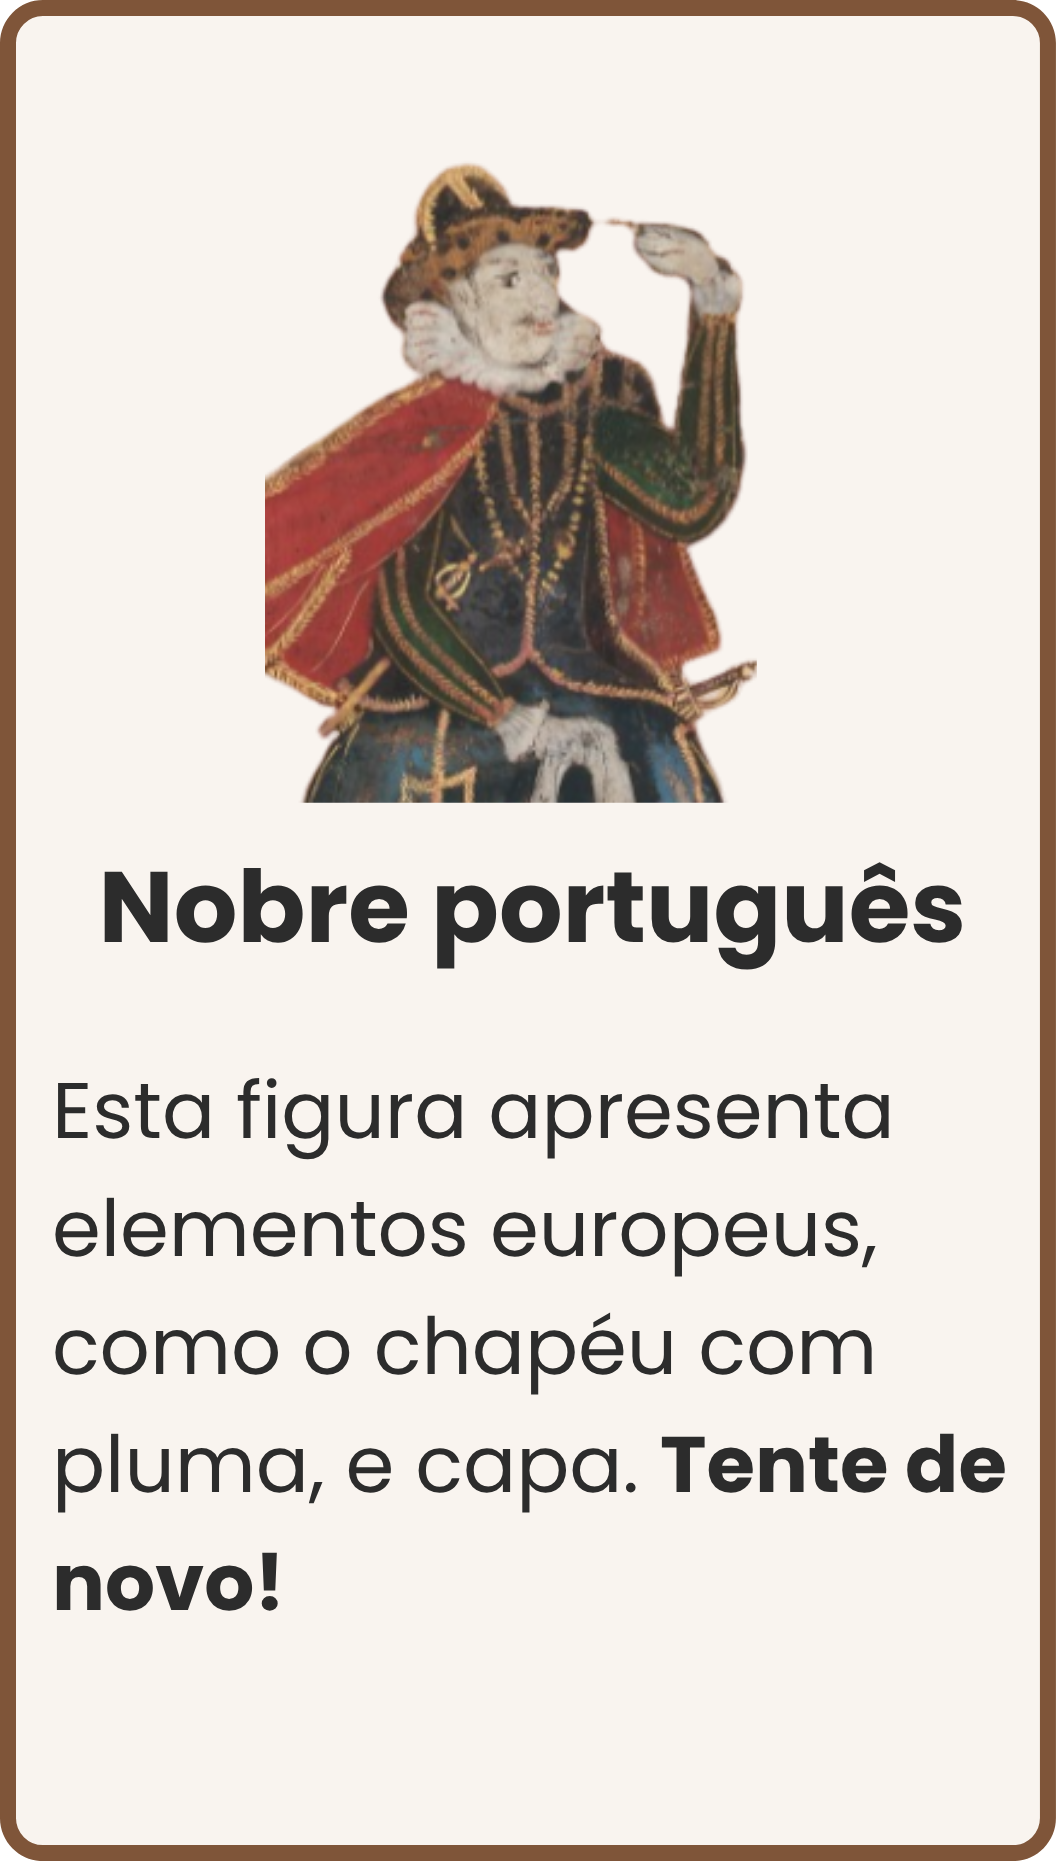 Nobre português
Esta figura apresenta
elementos europeus,
como o chapéu com
pluma, e capa. Tente de
novo!